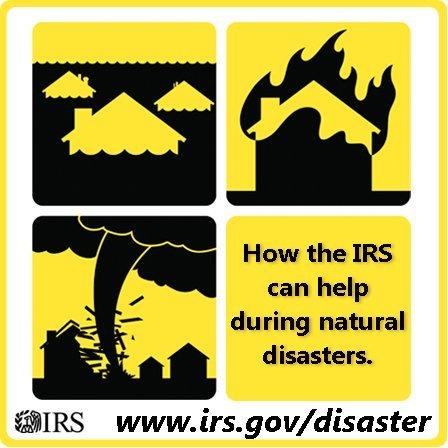 How the IRS
can help
during natural
disasters.
IRS
www.irs.gov/disaster